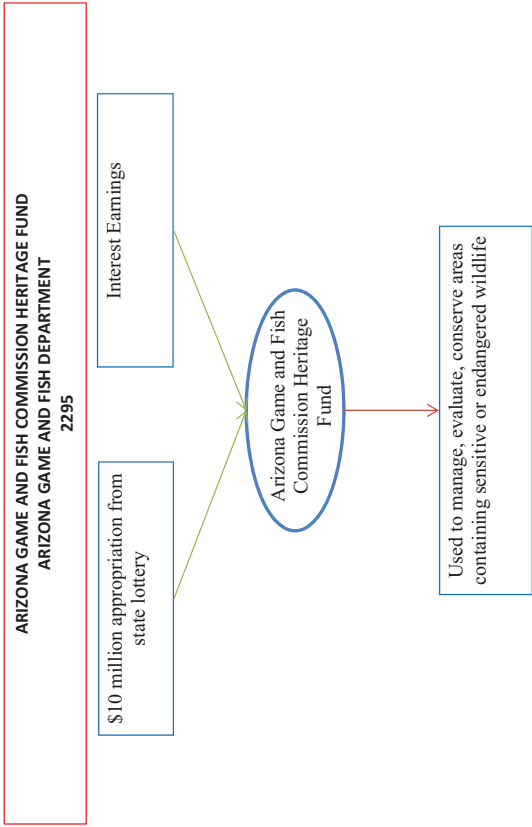 ARIZONA GAME AND FISH COMMISSION HERITAGE FUND
ARIZONA GAME AND FISH DEPARTMENT
2295
$10 million appropriation from
state lottery
Interest Earnings
Arizona Game and Fish
Commission Heritage
Fund
Used to manage, evaluate, conserve areas
containing sensitive or endangered wildlife